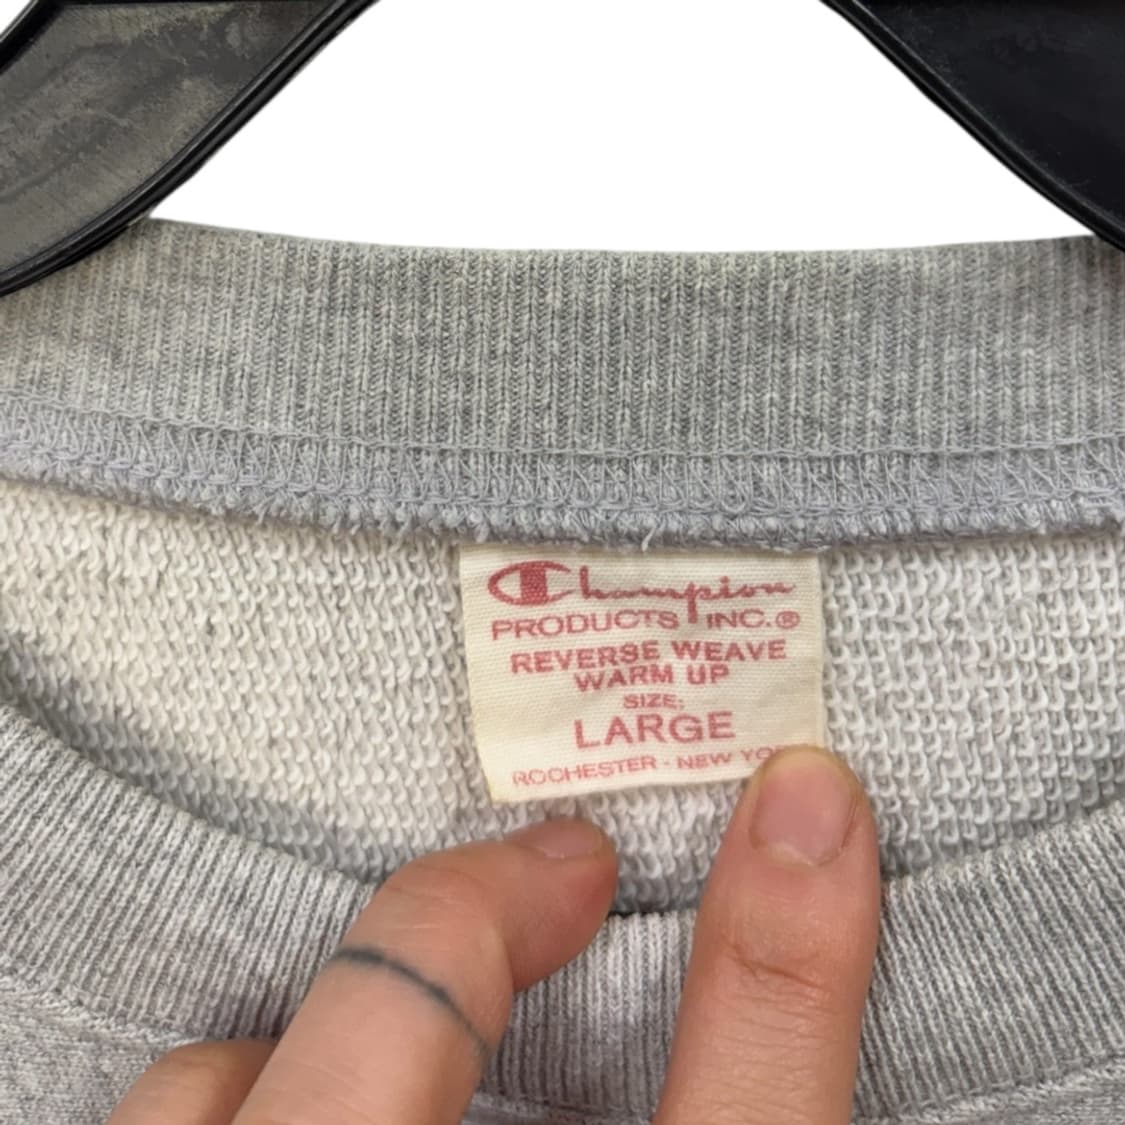 Champion
PRODUCTS INC.®
REVERSE WEAVE
WARM UP
SIZE:
LARGE
ROCHESTER - NEW YO